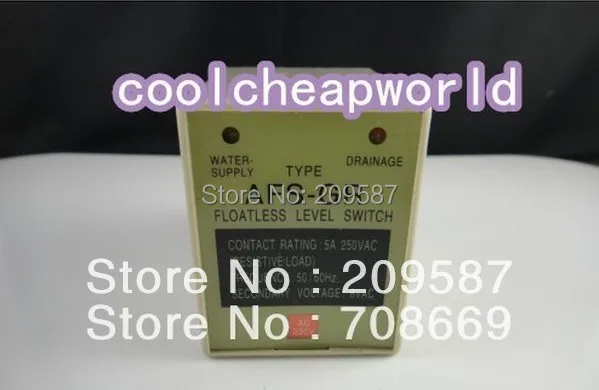 coolcheapworld
WATER-
SUPPLY
TYPE
DRAINAGE
Store No.: 209587
FLOATLESS LEVEL SWITCH
CONTACT RATING: 5A 250VAC
(RESISTIVE LOAD)
50/60Hz
Store No : 209587
SECONDARY VOLTAGE
Store No : 708669
AC